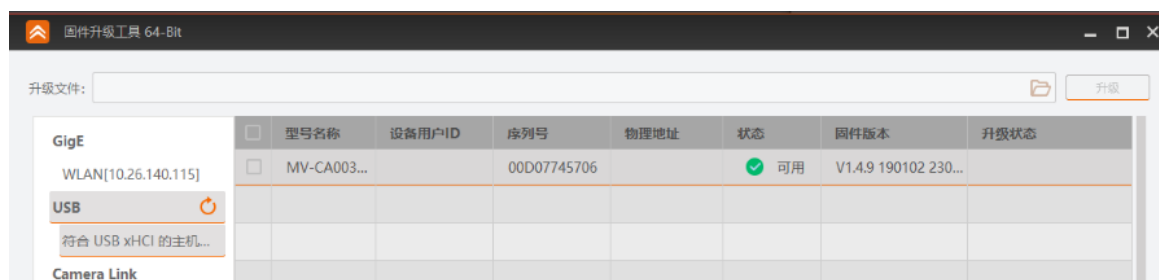 固件升级工具 64-Bit
升级文件:
升级
GigE
WLAN[10.26.140.115]
USB
符合 USB xHCI 的主机...
Camera Link
型号名称 设备用户ID 序列号 物理地址 状态 固件版本 升级状态
MV-CA003... 00D07745706 可用 V1.4.9 190102 230...